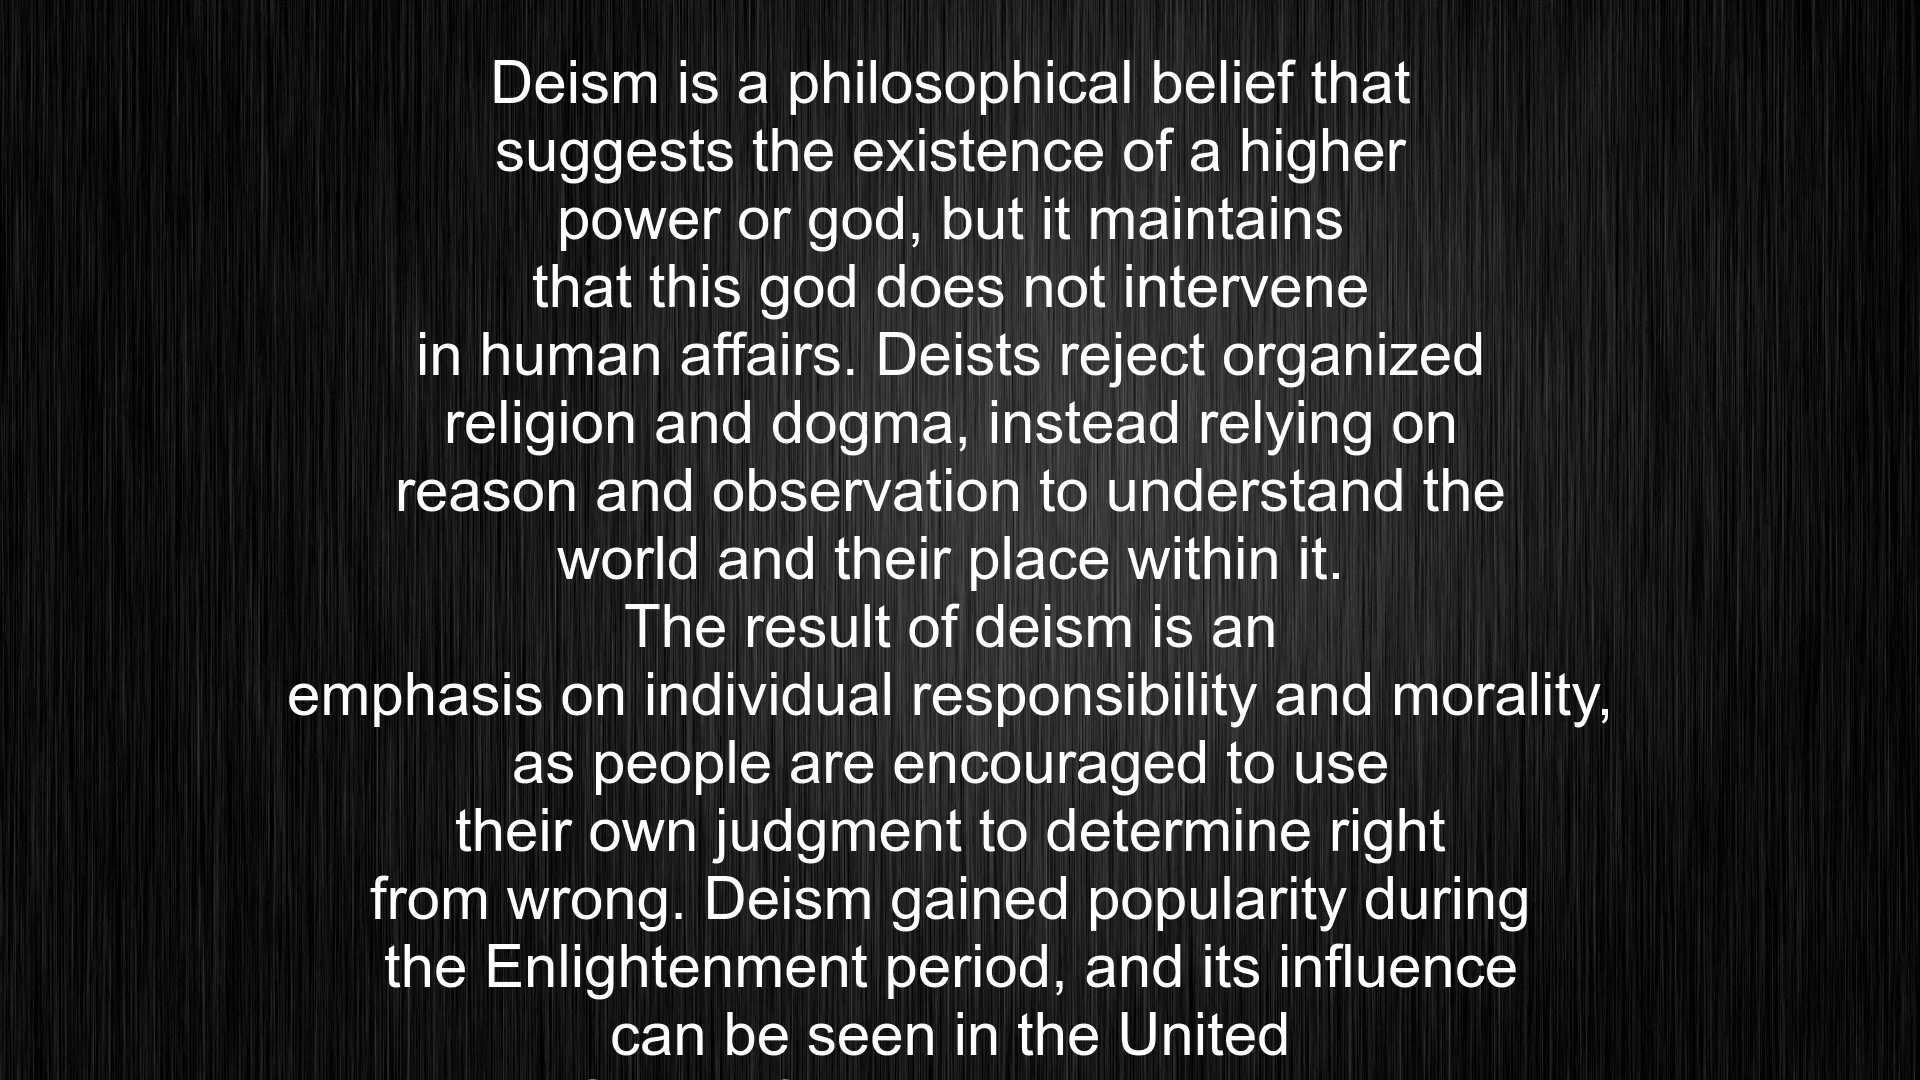 Deism is a philosophical belief that
suggests the existence of a higher
power or god, but it maintains
that this god does not intervene
in human affairs. Deists reject organized
religion and dogma, instead relying on
reason and observation to understand the
world and their place within it.
The result of deism is an
emphasis on individual responsibility and morality,
as people are encouraged to use
their own judgment to determine right
from wrong. Deism gained popularity during
the Enlightenment period, and its influence
can be seen in the United